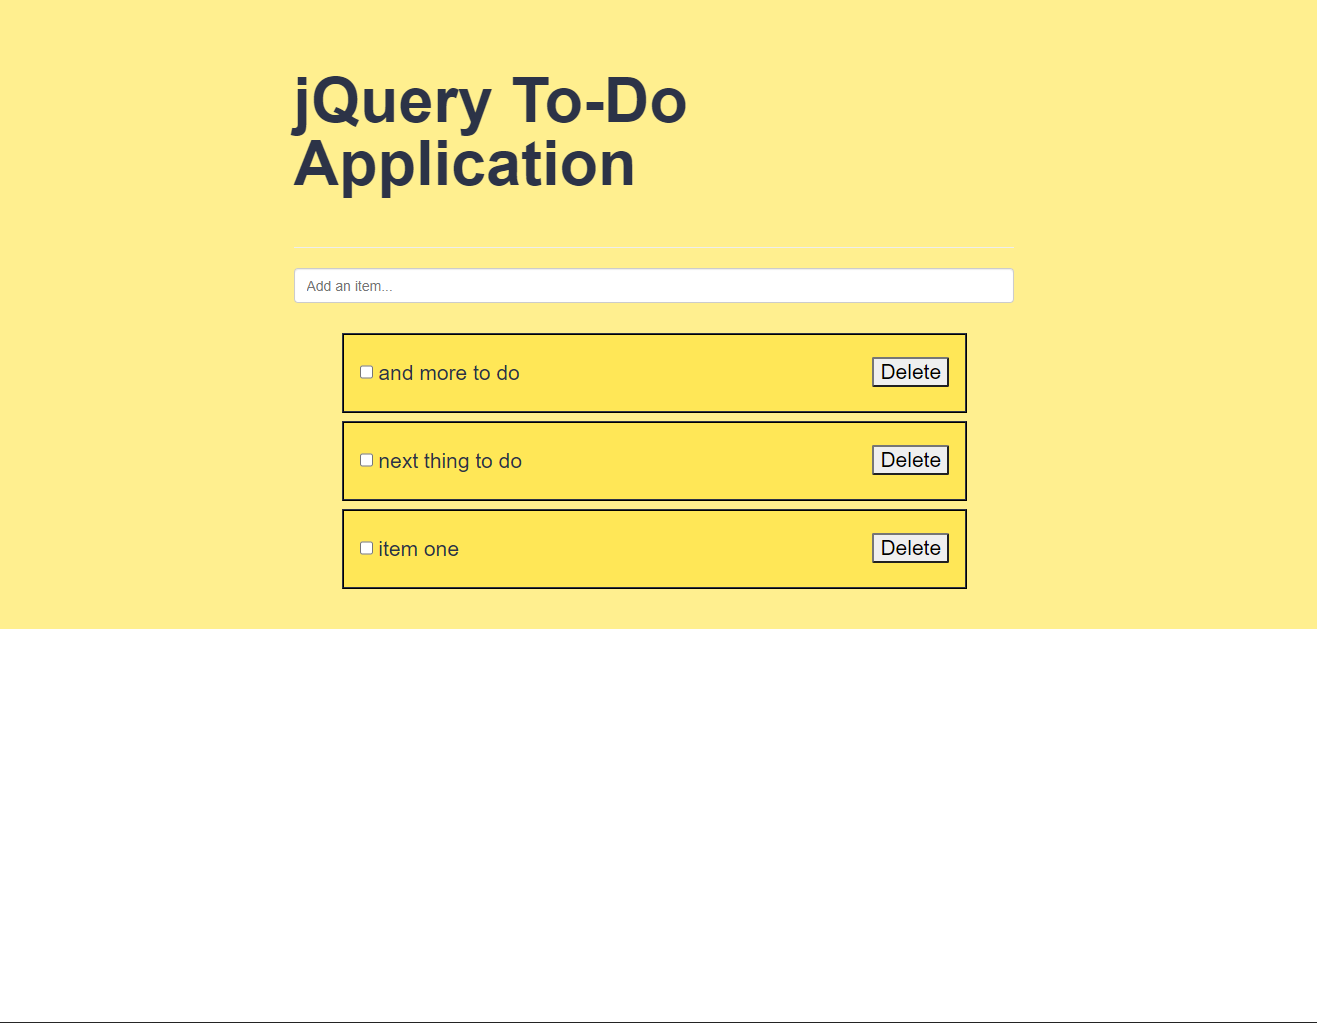 jQuery To-Do
Application
Add an item...
and more to do Delete
next thing to do Delete
item one Delete